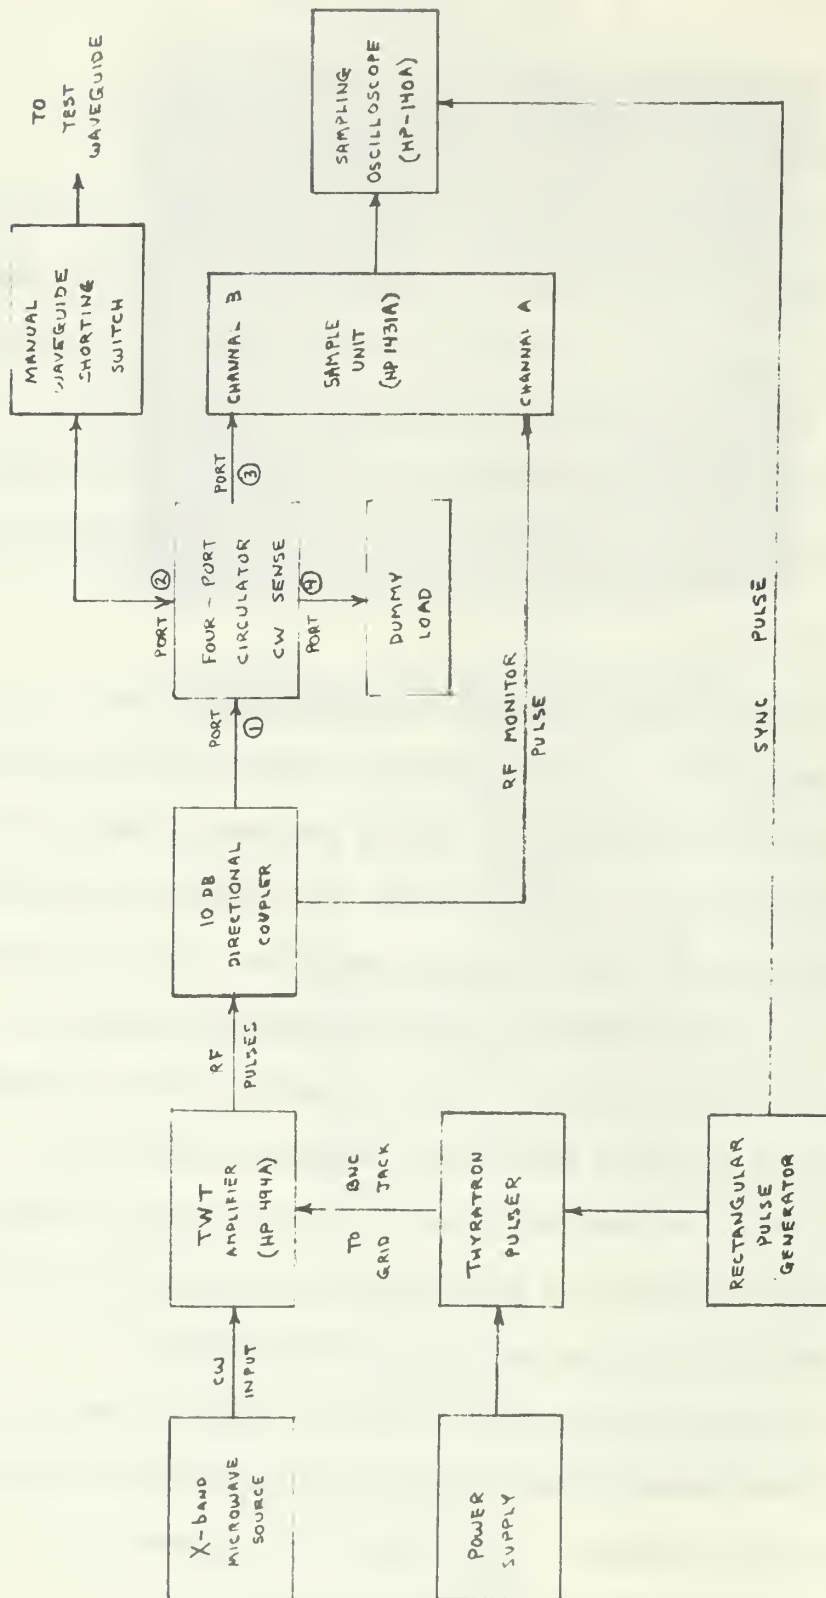 X-BAND
MICROWAVE
SOURCE
CW
INPUT
TWT
AMPLIFIER
(HP 494A)
RF
PULSES
10 DB
DIRECTIONAL
COUPLER
PORT
①
FOUR-PORT
CIRCULATOR
CW SENSE
PORT ②
PORT
③
PORT ④
DUMMY
LOAD
MANUAL
WAVEGUIDE
SHORTING
SWITCH
TO
TEST
WAVEGUIDE
CHANNAL B
SAMPLE
UNIT
(HP 1431A)
CHANNAL A
SAMPLING
OSCILLOSCOPE
(HP-140A)
RF MONITOR
PULSE
POWER
SUPPLY
THYRATRON
PULSER
TO BNC
GRID JACK
RECTANGULAR
PULSE
GENERATOR
SYNC PULSE